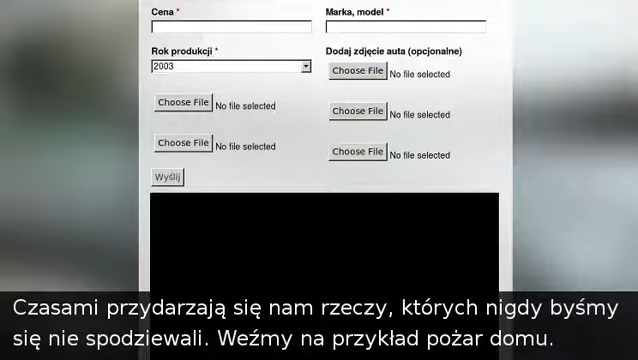 Cena *
Marka, model *
Rok produkcji *
Dodaj zdjęcie auta (opcjonalne)
2003
Choose File No file selected
Choose File No file selected
Choose File No file selected
Choose File No file selected
Choose File No file selected
Wyślij
Czasami przydarzają się nam rzeczy, których nigdy byśmy
się nie spodziewali. Weźmy na przykład pożar domu.